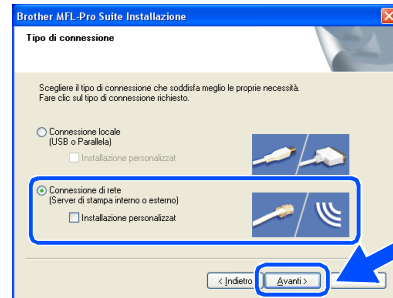 Brother MFL-Pro Suite Installazione
Tipo di connessione
Scegliere il tipo di connessione che soddisfa meglio le proprie necessità.
Fare clic sul tipo di connessione richiesto.
Connessione locale
(USB o Parallela)
Installazione personalizzat
Connessione di rete
(Server di stampa interno o esterno)
Installazione personalizzat
< Indietro
Avanti >